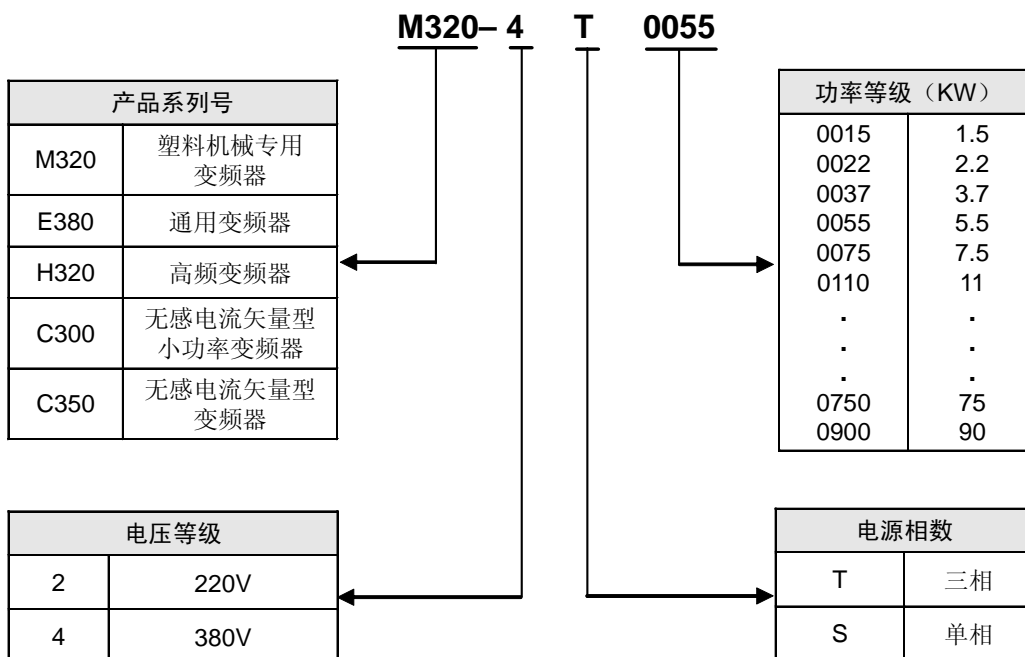 M320– 4 T 0055
产品系列号
M320 塑料机械专用
变频器
E380 通用变频器
H320 高频变频器
C300 无感电流矢量型
小功率变频器
C350 无感电流矢量型
变频器
功率等级（KW）
0015 1.5
0022 2.2
0037 3.7
0055 5.5
0075 7.5
0110 11
. .
. .
. .
0750 75
0900 90
电压等级
2 220V
4 380V
电源相数
T 三相
S 单相